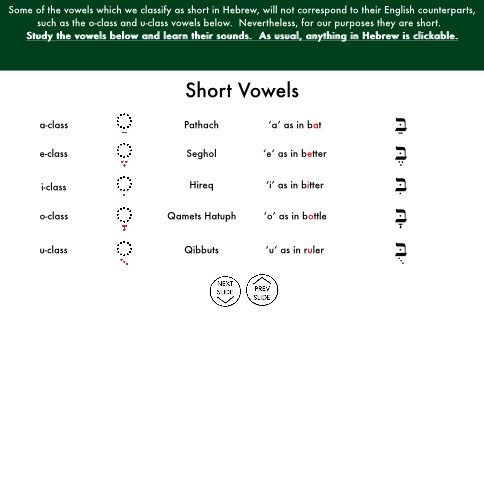 Some of the vowels which we classify as short in Hebrew, will not correspond to their English counterparts,
such as the o-class and u-class vowels below. Nevertheless, for our purposes they are short.
Study the vowels below and learn their sounds. As usual, anything in Hebrew is clickable.
Short Vowels
a-class ◌ַ Pathach ‘a’ as in bat בַּ
e-class ◌ֶ Seghol ‘e’ as in better בֶּ
i-class ◌ִ Hireq ‘i’ as in bitter בִּ
o-class ◌ָ Qamets Hatuph ‘o’ as in bottle בָּ
u-class ◌ֻ Qibbuts ‘u’ as in ruler בֻּ
NEXT SLIDE
PREV SLIDE